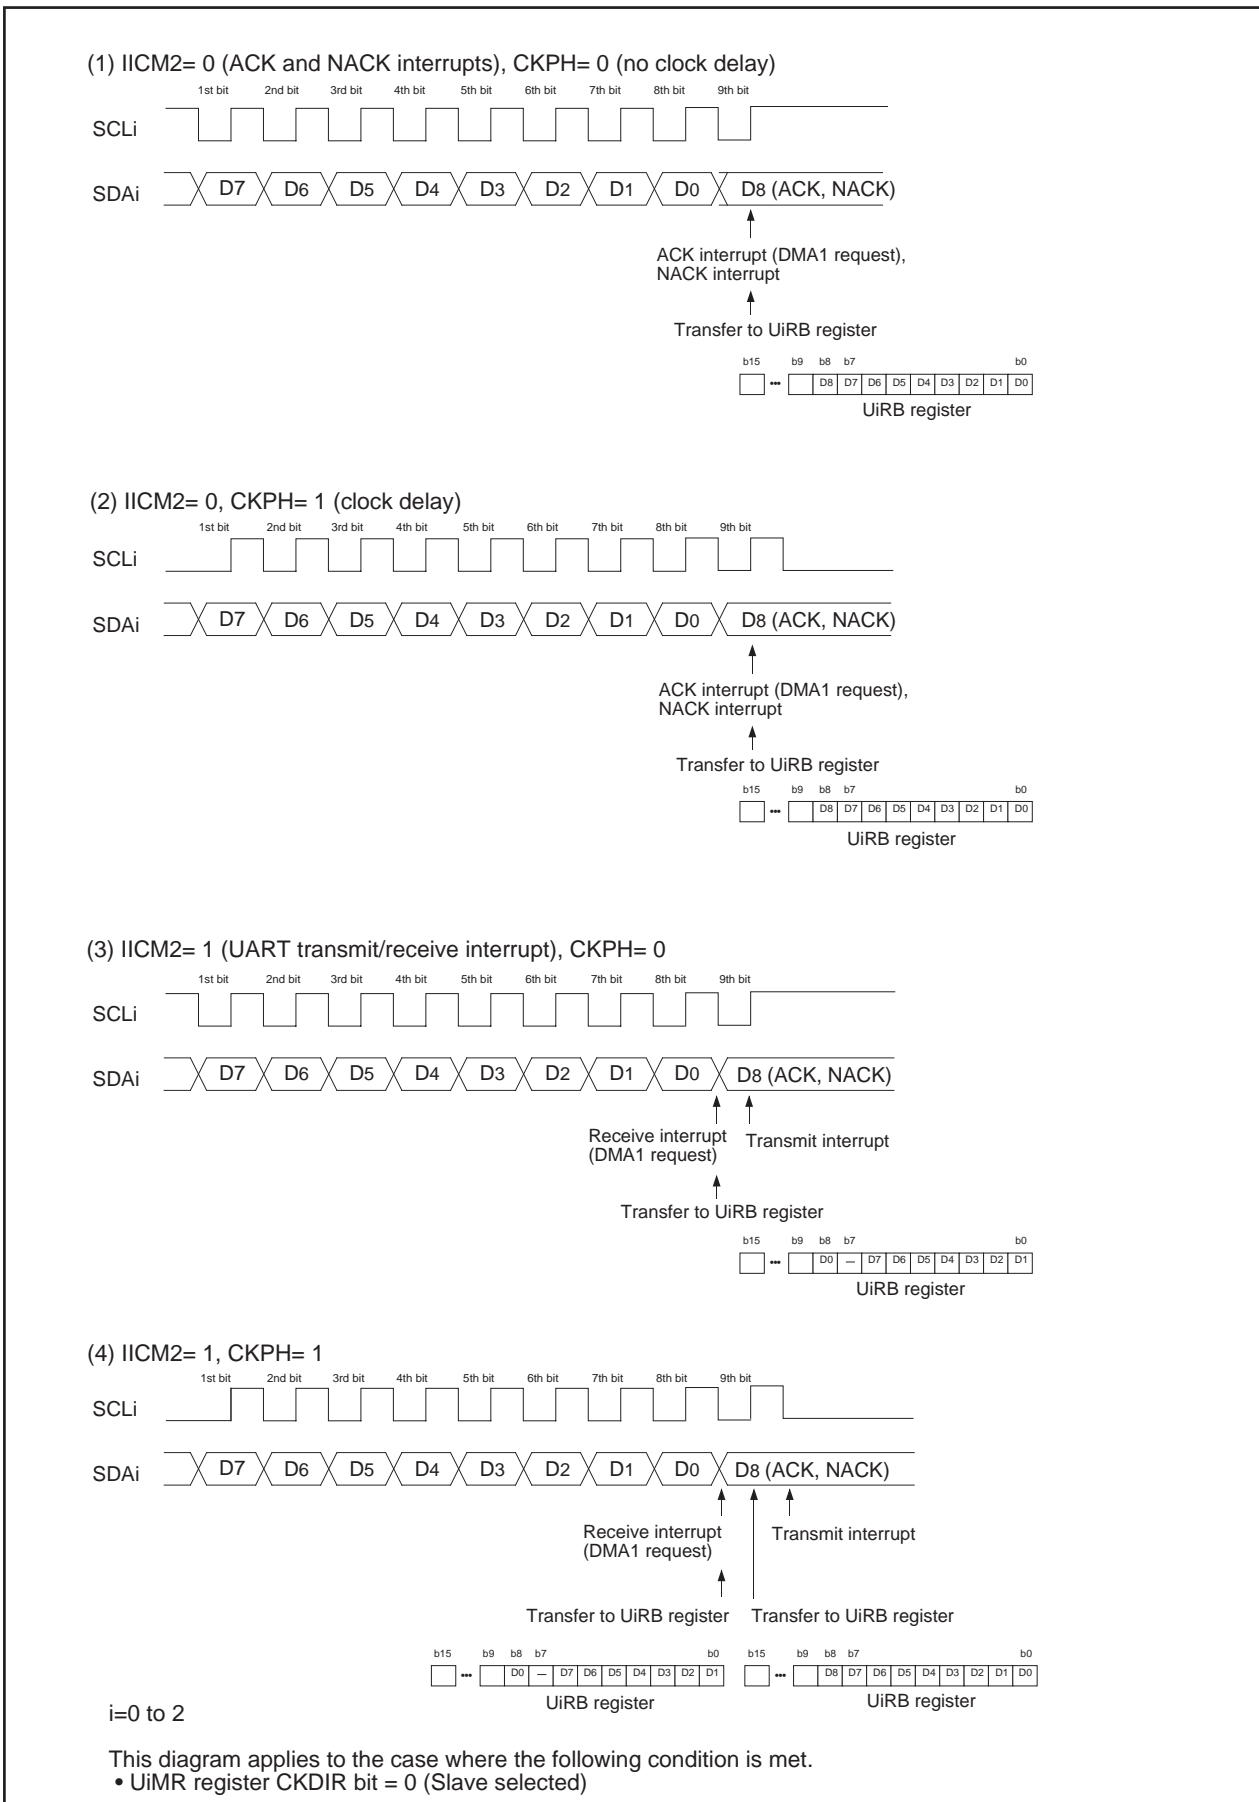 (1) IICM2= 0 (ACK and NACK interrupts), CKPH= 0 (no clock delay)
1st bit 2nd bit 3rd bit 4th bit 5th bit 6th bit 7th bit 8th bit 9th bit
SCLi
SDAi D7 D6 D5 D4 D3 D2 D1 D0 D8 (ACK, NACK)
ACK interrupt (DMA1 request),
NACK interrupt
Transfer to UiRB register
b15 b9 b8 b7 b0
••• D8 D7 D6 D5 D4 D3 D2 D1 D0
UiRB register
(2) IICM2= 0, CKPH= 1 (clock delay)
1st bit 2nd bit 3rd bit 4th bit 5th bit 6th bit 7th bit 8th bit 9th bit
SCLi
SDAi D7 D6 D5 D4 D3 D2 D1 D0 D8 (ACK, NACK)
ACK interrupt (DMA1 request),
NACK interrupt
Transfer to UiRB register
b15 b9 b8 b7 b0
••• D8 D7 D6 D5 D4 D3 D2 D1 D0
UiRB register
(3) IICM2= 1 (UART transmit/receive interrupt), CKPH= 0
1st bit 2nd bit 3rd bit 4th bit 5th bit 6th bit 7th bit 8th bit 9th bit
SCLi
SDAi D7 D6 D5 D4 D3 D2 D1 D0 D8 (ACK, NACK)
Receive interrupt Transmit interrupt
(DMA1 request)
Transfer to UiRB register
b15 b9 b8 b7 b0
••• D0 — D7 D6 D5 D4 D3 D2 D1
UiRB register
(4) IICM2= 1, CKPH= 1
1st bit 2nd bit 3rd bit 4th bit 5th bit 6th bit 7th bit 8th bit 9th bit
SCLi
SDAi D7 D6 D5 D4 D3 D2 D1 D0 D8 (ACK, NACK)
Receive interrupt Transmit interrupt
(DMA1 request)
Transfer to UiRB register Transfer to UiRB register
b15 b9 b8 b7 b0 b15 b9 b8 b7 b0
••• D0 — D7 D6 D5 D4 D3 D2 D1 ••• D8 D7 D6 D5 D4 D3 D2 D1 D0
UiRB register UiRB register
i=0 to 2
This diagram applies to the case where the following condition is met.
• UiMR register CKDIR bit = 0 (Slave selected)